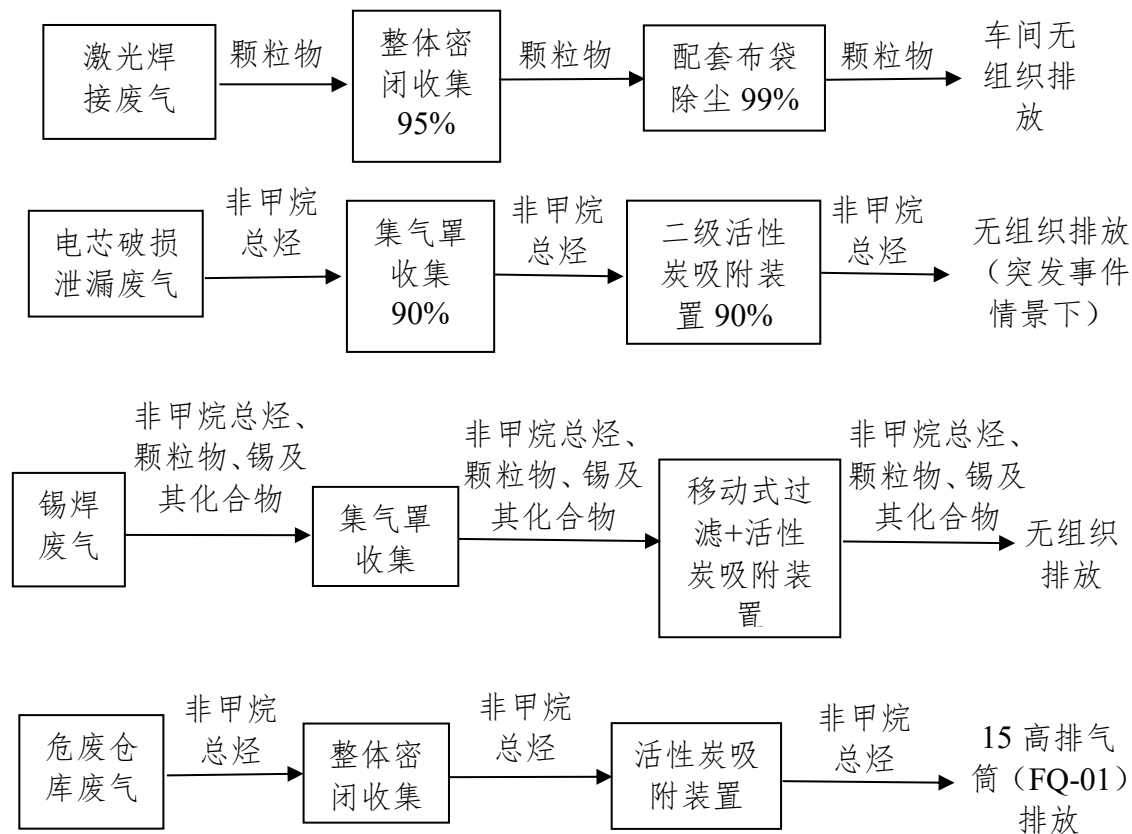 激光焊
接废气
颗粒物
整体密
闭收集
95%
颗粒物
配套布袋
除尘 99%
颗粒物
车间无
组织排
放
电芯破损
泄漏废气
非甲烷
总烃
集气罩
收集
90%
非甲烷
总烃
二级活性
炭吸附装
置 90%
非甲烷
总烃
无组织排放
（突发事件
情景下）
锡焊
废气
非甲烷总烃、
颗粒物、锡及
其化合物
集气罩
收集
非甲烷总烃、
颗粒物、锡及
其化合物
移动式过
滤+活性
炭吸附装
置
非甲烷总烃、
颗粒物、锡及
其化合物
无组织
排放
危废仓
库废气
非甲烷
总烃
整体密
闭收集
非甲烷
总烃
活性炭吸
附装置
非甲烷
总烃
15 高排气
筒（FQ-01）
排放